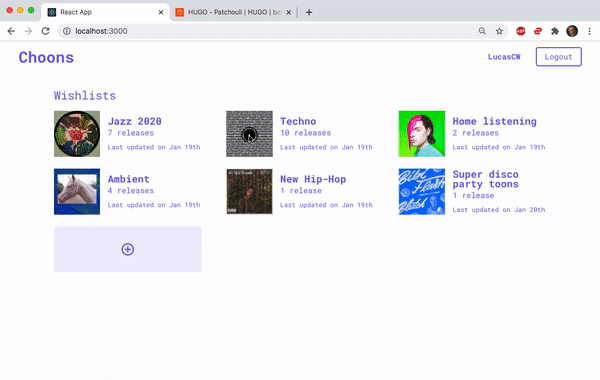 React App
HUGO - Patchouli | HUGO | ba
localhost:3000
Choons
LucasCW
Logout
Wishlists
Jazz 2020
7 releases
Last updated on Jan 19th
Techno
10 releases
Last updated on Jan 19th
Home listening
2 releases
Last updated on Jan 19th
Ambient
4 releases
Last updated on Jan 19th
New Hip-Hop
1 release
Last updated on Jan 19th
Super disco
party toons
1 release
Last updated on Jan 20th